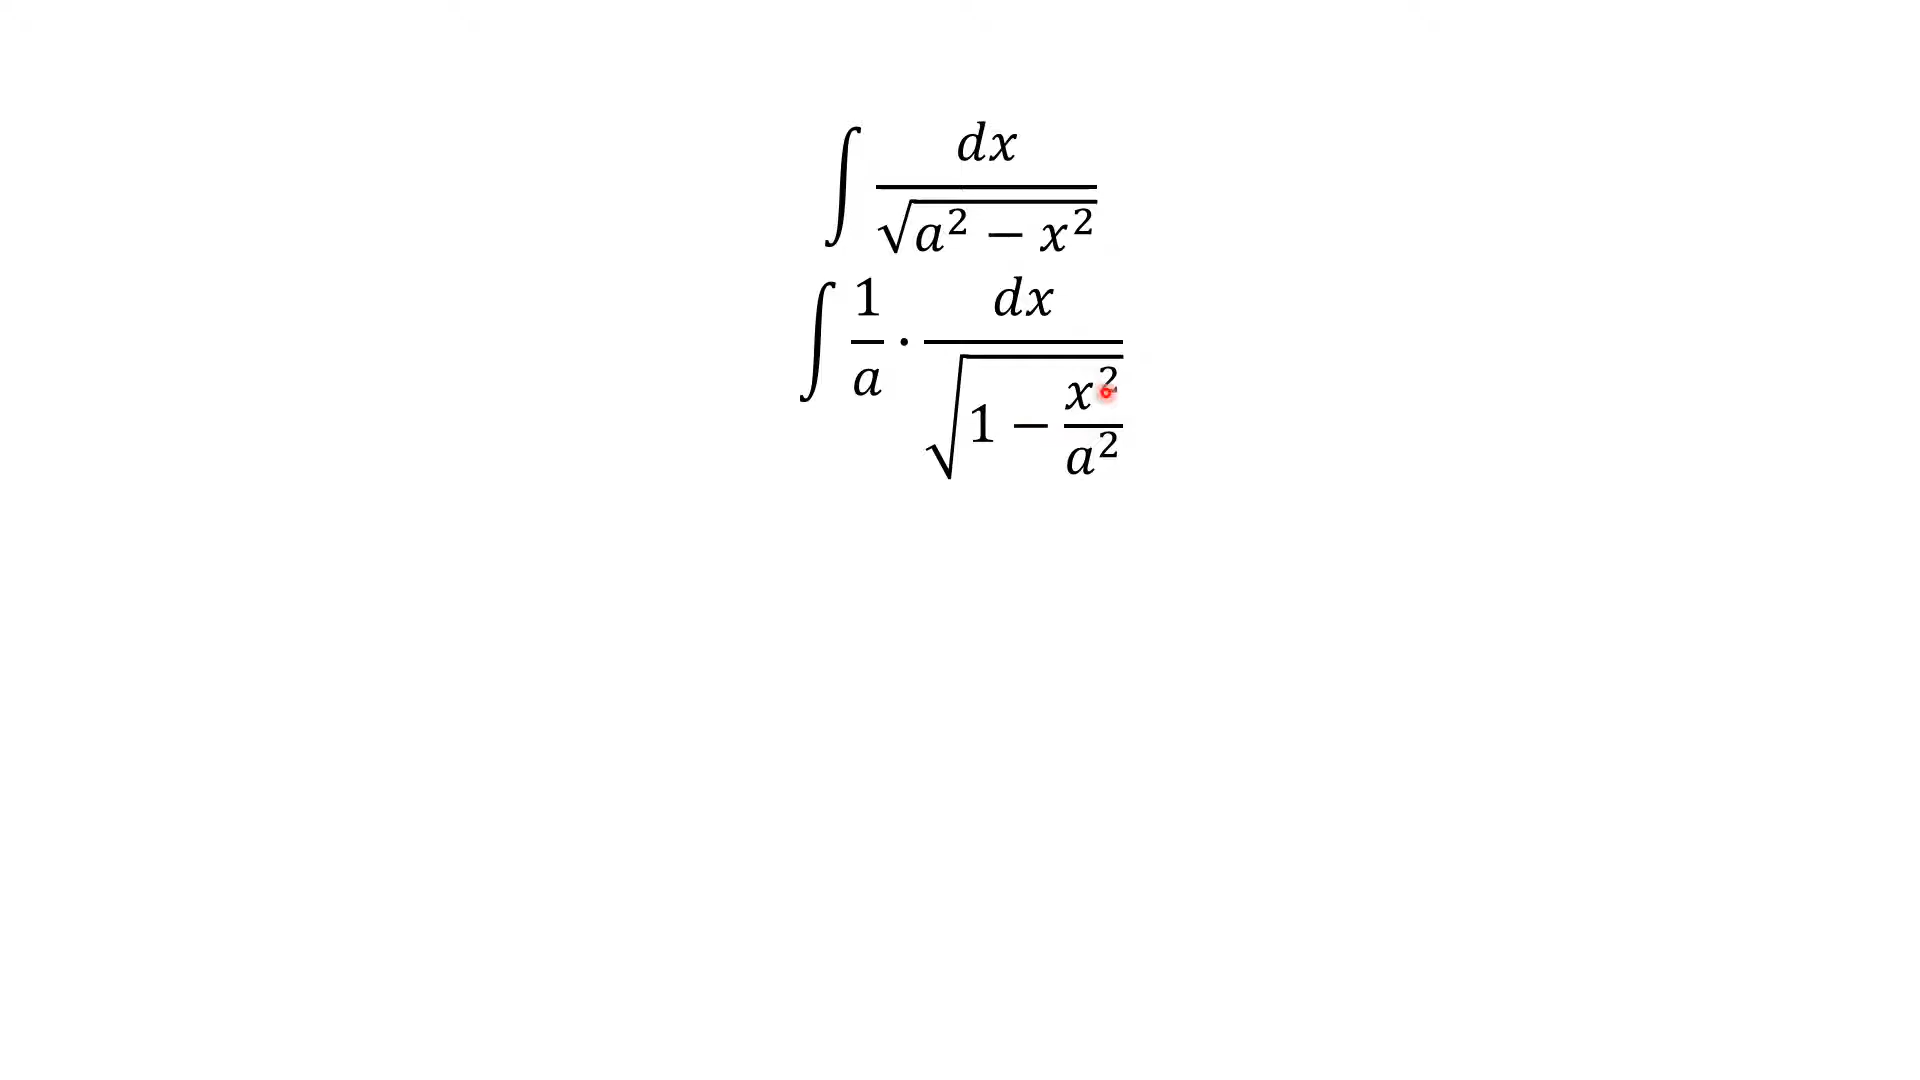 ∫ dx / √(a² − x²)
∫ 1/a · dx / √(1 − x²/a²)